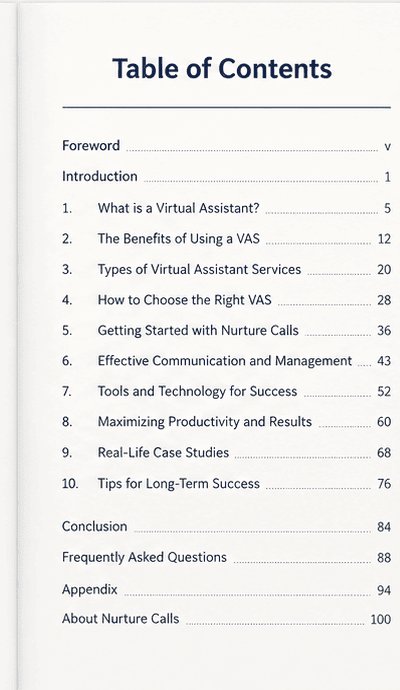 Table of Contents
Foreword v
Introduction 1
1. What is a Virtual Assistant? 5
2. The Benefits of Using a VAS 12
3. Types of Virtual Assistant Services 20
4. How to Choose the Right VAS 28
5. Getting Started with Nurture Calls 36
6. Effective Communication and Management 43
7. Tools and Technology for Success 52
8. Maximizing Productivity and Results 60
9. Real-Life Case Studies 68
10. Tips for Long-Term Success 76
Conclusion 84
Frequently Asked Questions 88
Appendix 94
About Nurture Calls 100